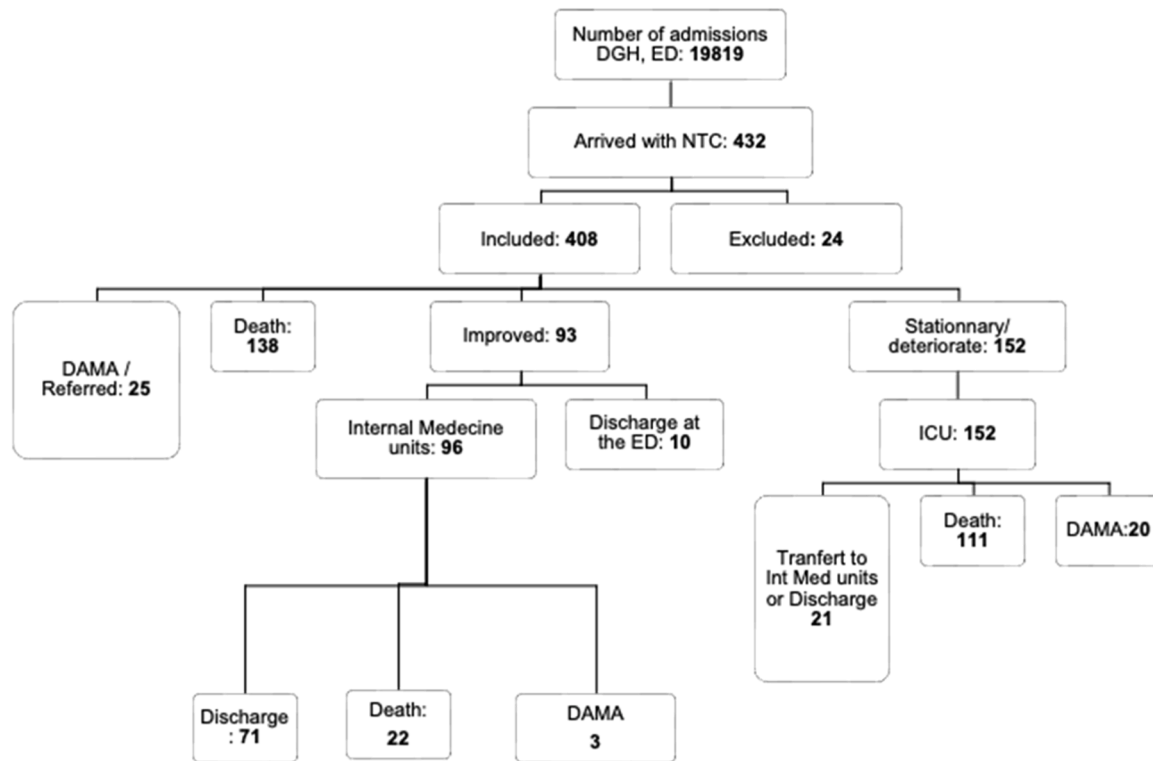 Number of admissions
DGH, ED: 19819
Arrived with NTC: 432
Included: 408
Excluded: 24
DAMA /
Referred: 25
Death:
138
Improved: 93
Stationnary/
deteriorate: 152
Internal Medecine
units: 96
Discharge at
the ED: 10
ICU: 152
Tranfert to
Int Med units
or Discharge
21
Death:
111
DAMA:20
Discharge
: 71
Death:
22
DAMA
3